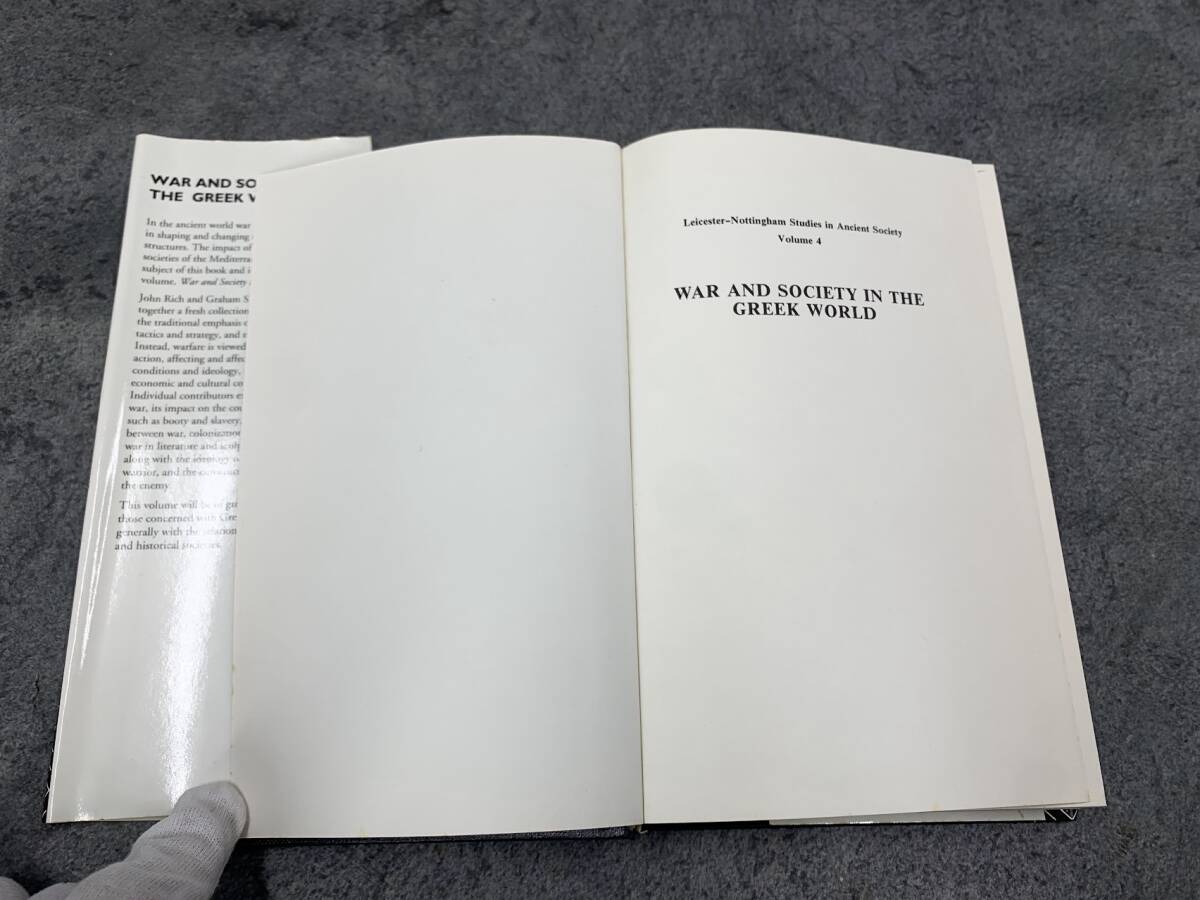 WAR AND SO
THE GREEK
In the ancient world war
in shaping and changing
structures. The impact of
societies of the Mediterra
subject of this book and i
volume, War and Society
John Rich and Graham S
together a fresh collection
the traditional emphasis o
tactics and strategy, and
Instead, warfare is viewed
action, affecting and affec
conditions and ideology,
economic and cultural co
Individual contributors e
war, its impact on the cou
such as booty and slavery,
between war, colonization
war in literature and sculp
along with the ideology o
warrior, and the
the enemy.
This volume will be of gre
those concerned with Gre
generally with the relation
and historical societies.
Leicester–Nottingham Studies in Ancient Society
Volume 4
WAR AND SOCIETY IN THE
GREEK WORLD